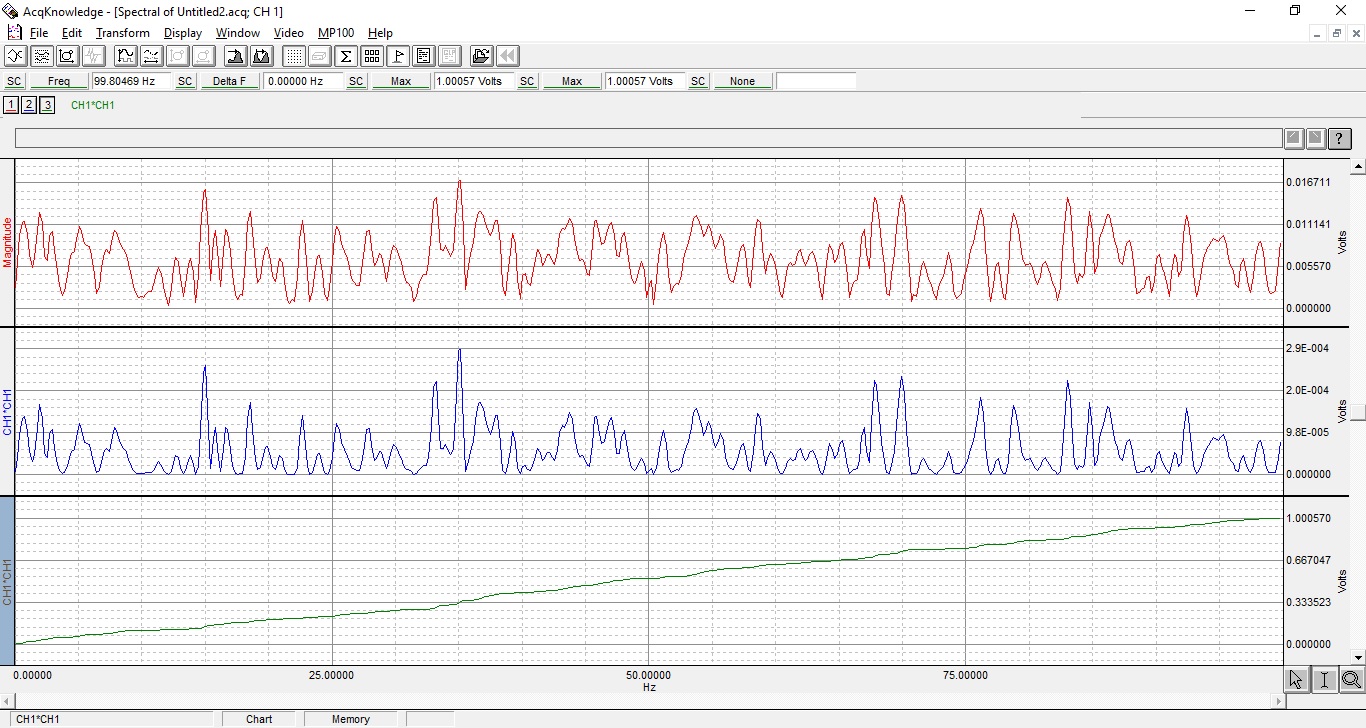 AcqKnowledge - [Spectral of Untitled2.acq; CH 1]
File Edit Transform Display Window Video MP100 Help
SC Freq 99.80469 Hz SC Delta F 0.00000 Hz SC Max 1.00057 Volts SC Max 1.00057 Volts SC None
1 2 3 CH1*CH1
?
Magnitude
0.016711
0.011141
0.005570
0.000000
Volts
CH1*CH1
2.9E-004
2.0E-004
9.8E-005
0.000000
Volts
CH1*CH1
1.000570
0.667047
0.333523
0.000000
Volts
0.00000 25.00000 50.00000 75.00000
Hz
CH1*CH1 Chart Memory